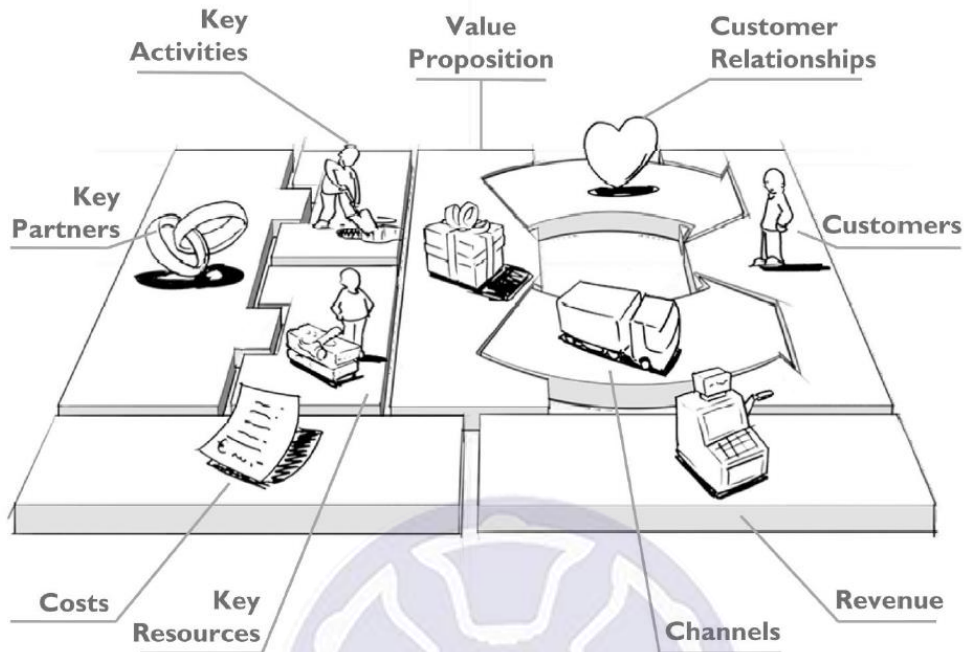 Key
Activities
Value
Proposition
Customer
Relationships
Key
Partners
Customers
Costs
Key
Resources
Channels
Revenue